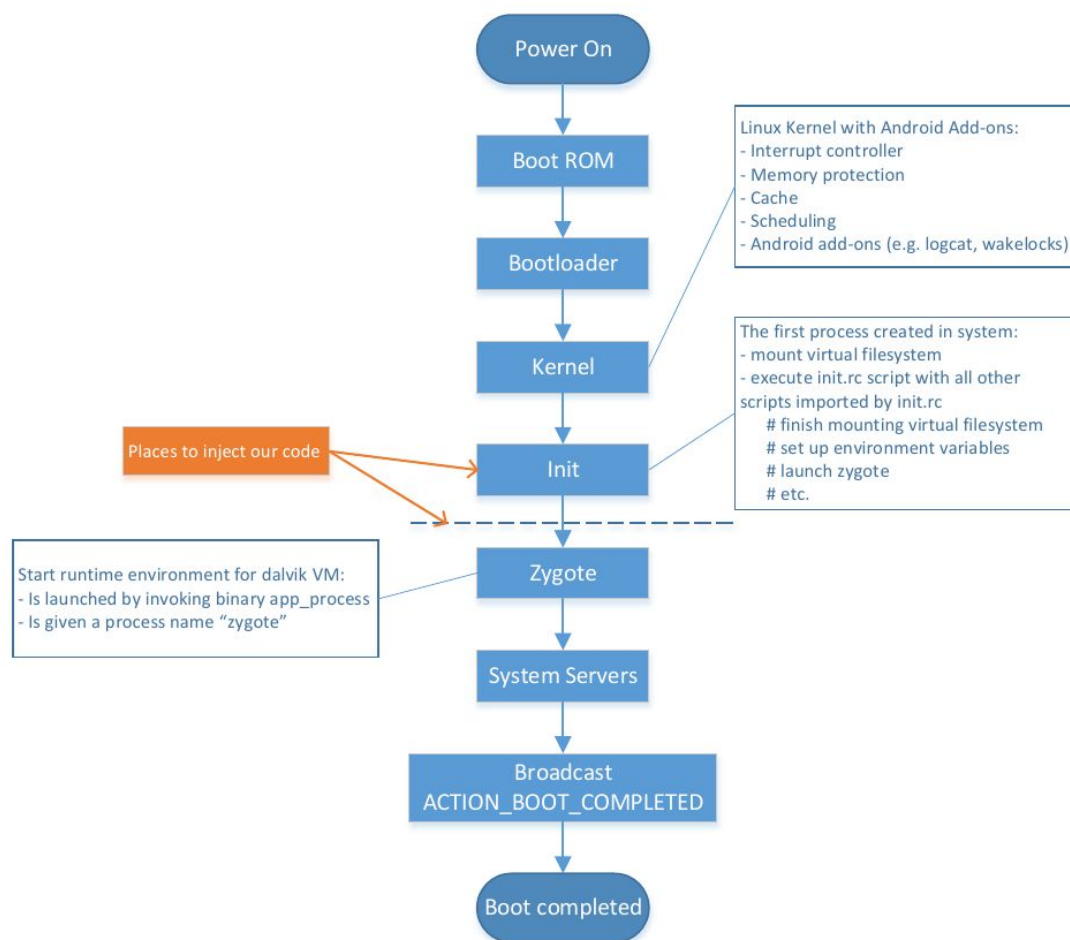 Power On
Boot ROM
Linux Kernel with Android Add-ons:
- Interrupt controller
- Memory protection
- Cache
- Scheduling
- Android add-ons (e.g. logcat, wakelocks)
Bootloader
Kernel
The first process created in system:
- mount virtual filesystem
- execute init.rc script with all other
scripts imported by init.rc
# finish mounting virtual filesystem
# set up environment variables
# launch zygote
# etc.
Places to inject our code
Init
Start runtime environment for dalvik VM:
- Is launched by invoking binary app_process
- Is given a process name “zygote”
Zygote
System Servers
Broadcast
ACTION_BOOT_COMPLETED
Boot completed